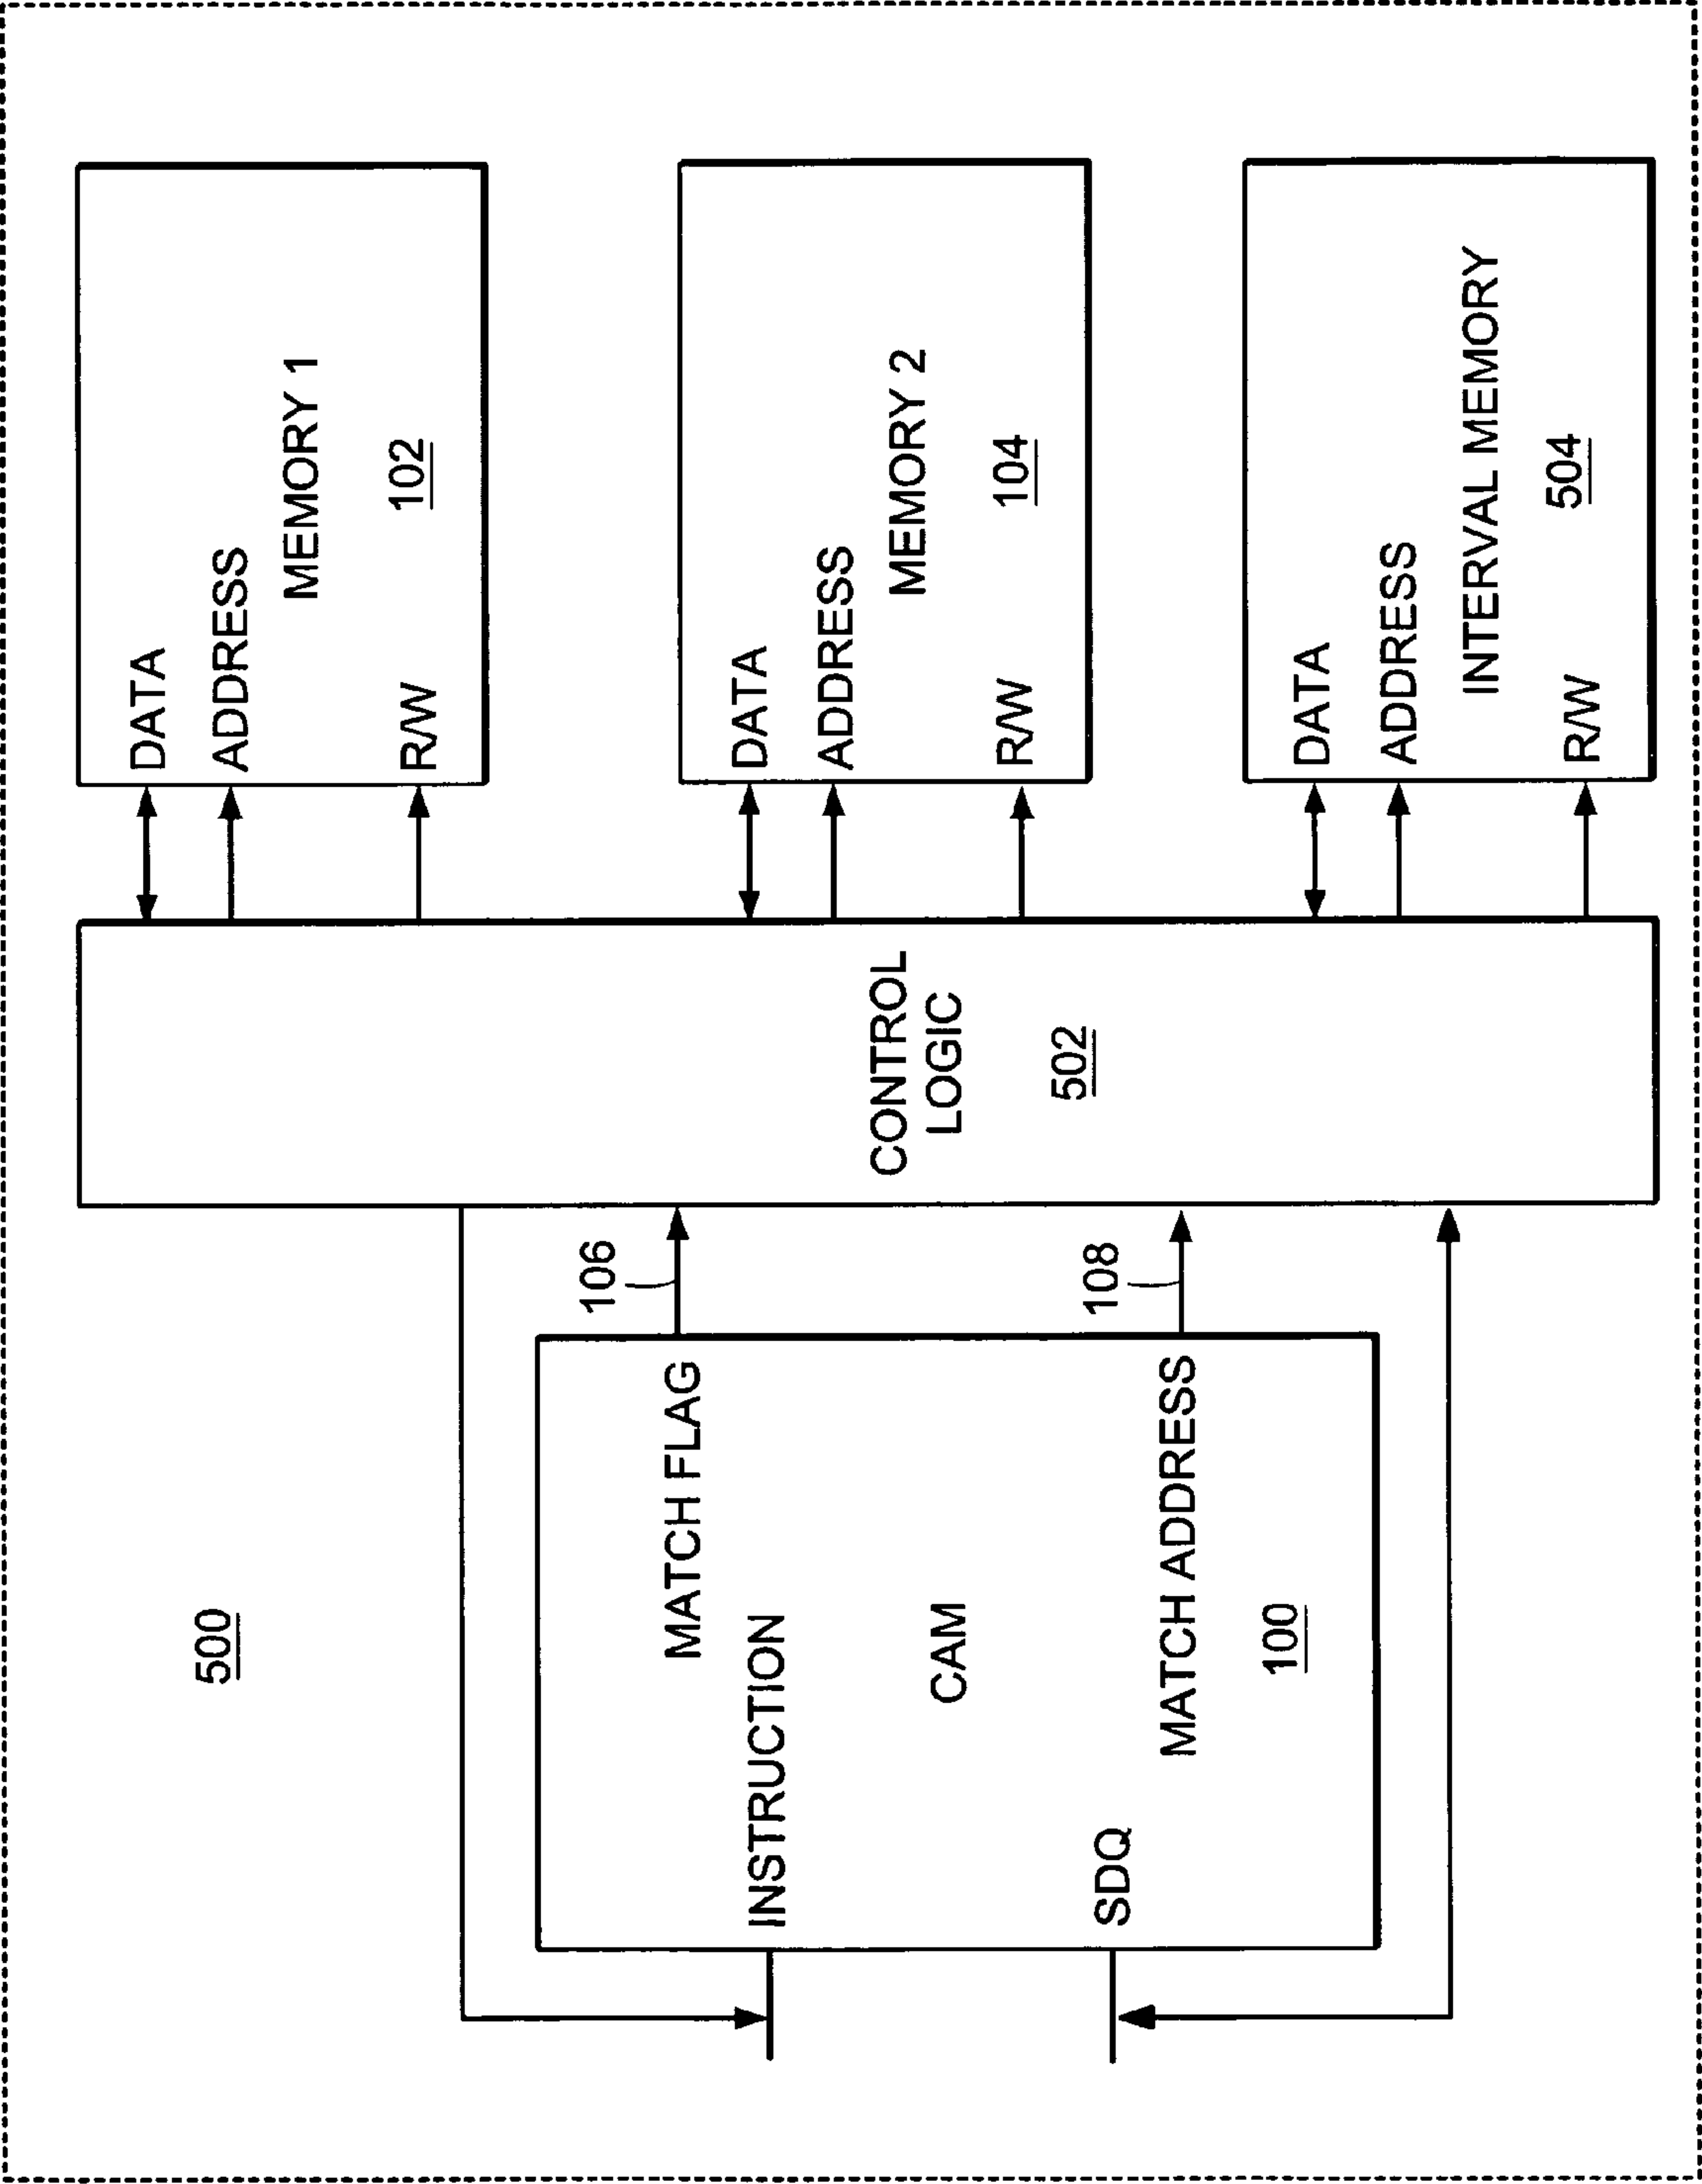 500
INSTRUCTION
MATCH FLAG
CAM
SDQ
MATCH ADDRESS
100
106
108
CONTROL
LOGIC
502
DATA
ADDRESS
MEMORY 1
R/W
102
DATA
ADDRESS
MEMORY 2
R/W
104
DATA
ADDRESS
INTERVAL MEMORY
R/W
504